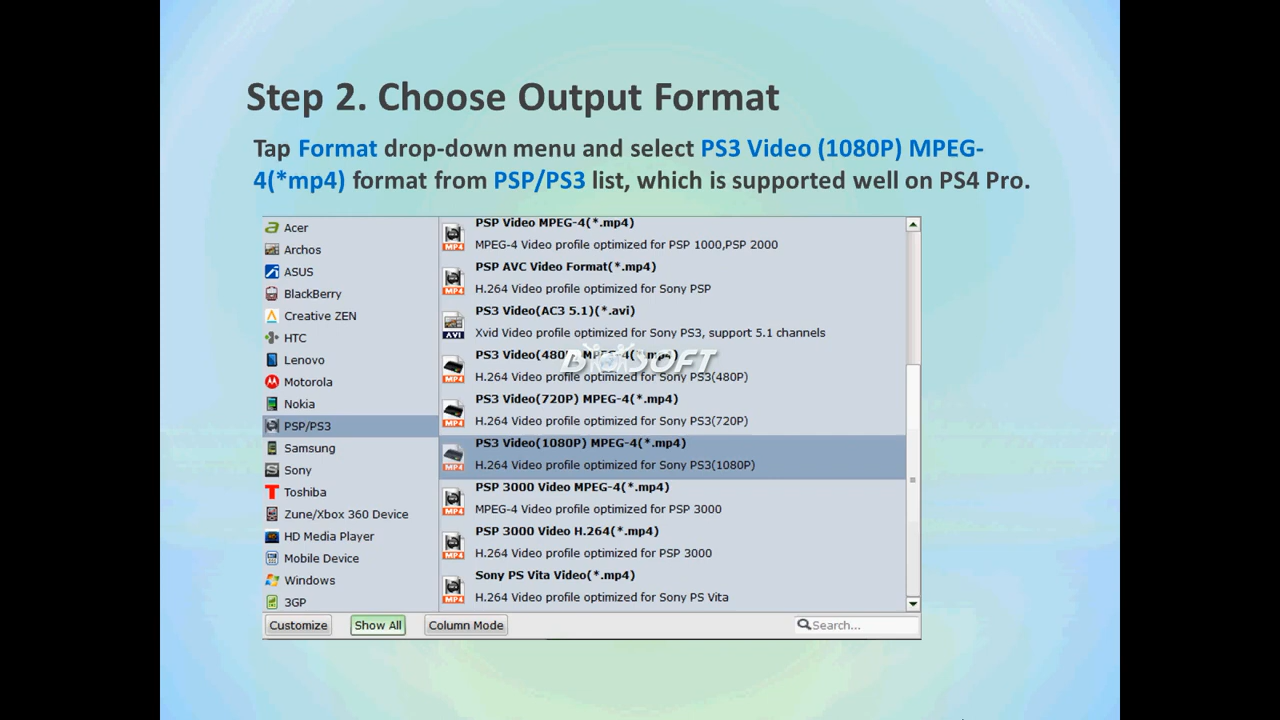 Step 2. Choose Output Format
Tap Format drop-down menu and select PS3 Video (1080P) MPEG-
4(*mp4) format from PSP/PS3 list, which is supported well on PS4 Pro.
Acer
Archos
ASUS
BlackBerry
Creative ZEN
HTC
Lenovo
Motorola
Nokia
PSP/PS3
Samsung
Sony
Toshiba
Zune/Xbox 360 Device
HD Media Player
Mobile Device
Windows
3GP
PSP Video MPEG-4(*.mp4)
MPEG-4 Video profile optimized for PSP 1000,PSP 2000
PSP AVC Video Format(*.mp4)
H.264 Video profile optimized for Sony PSP
PS3 Video(AC3 5.1)(*.avi)
Xvid Video profile optimized for Sony PS3, support 5.1 channels
PS3 Video(480P) MPEG-4(*.mp4)
H.264 Video profile optimized for Sony PS3(480P)
PS3 Video(720P) MPEG-4(*.mp4)
H.264 Video profile optimized for Sony PS3(720P)
PS3 Video(1080P) MPEG-4(*.mp4)
H.264 Video profile optimized for Sony PS3(1080P)
PSP 3000 Video MPEG-4(*.mp4)
MPEG-4 Video profile optimized for PSP 3000
PSP 3000 Video H.264(*.mp4)
H.264 Video profile optimized for PSP 3000
Sony PS Vita Video(*.mp4)
H.264 Video profile optimized for Sony PS Vita
Customize
Show All
Column Mode
Search...